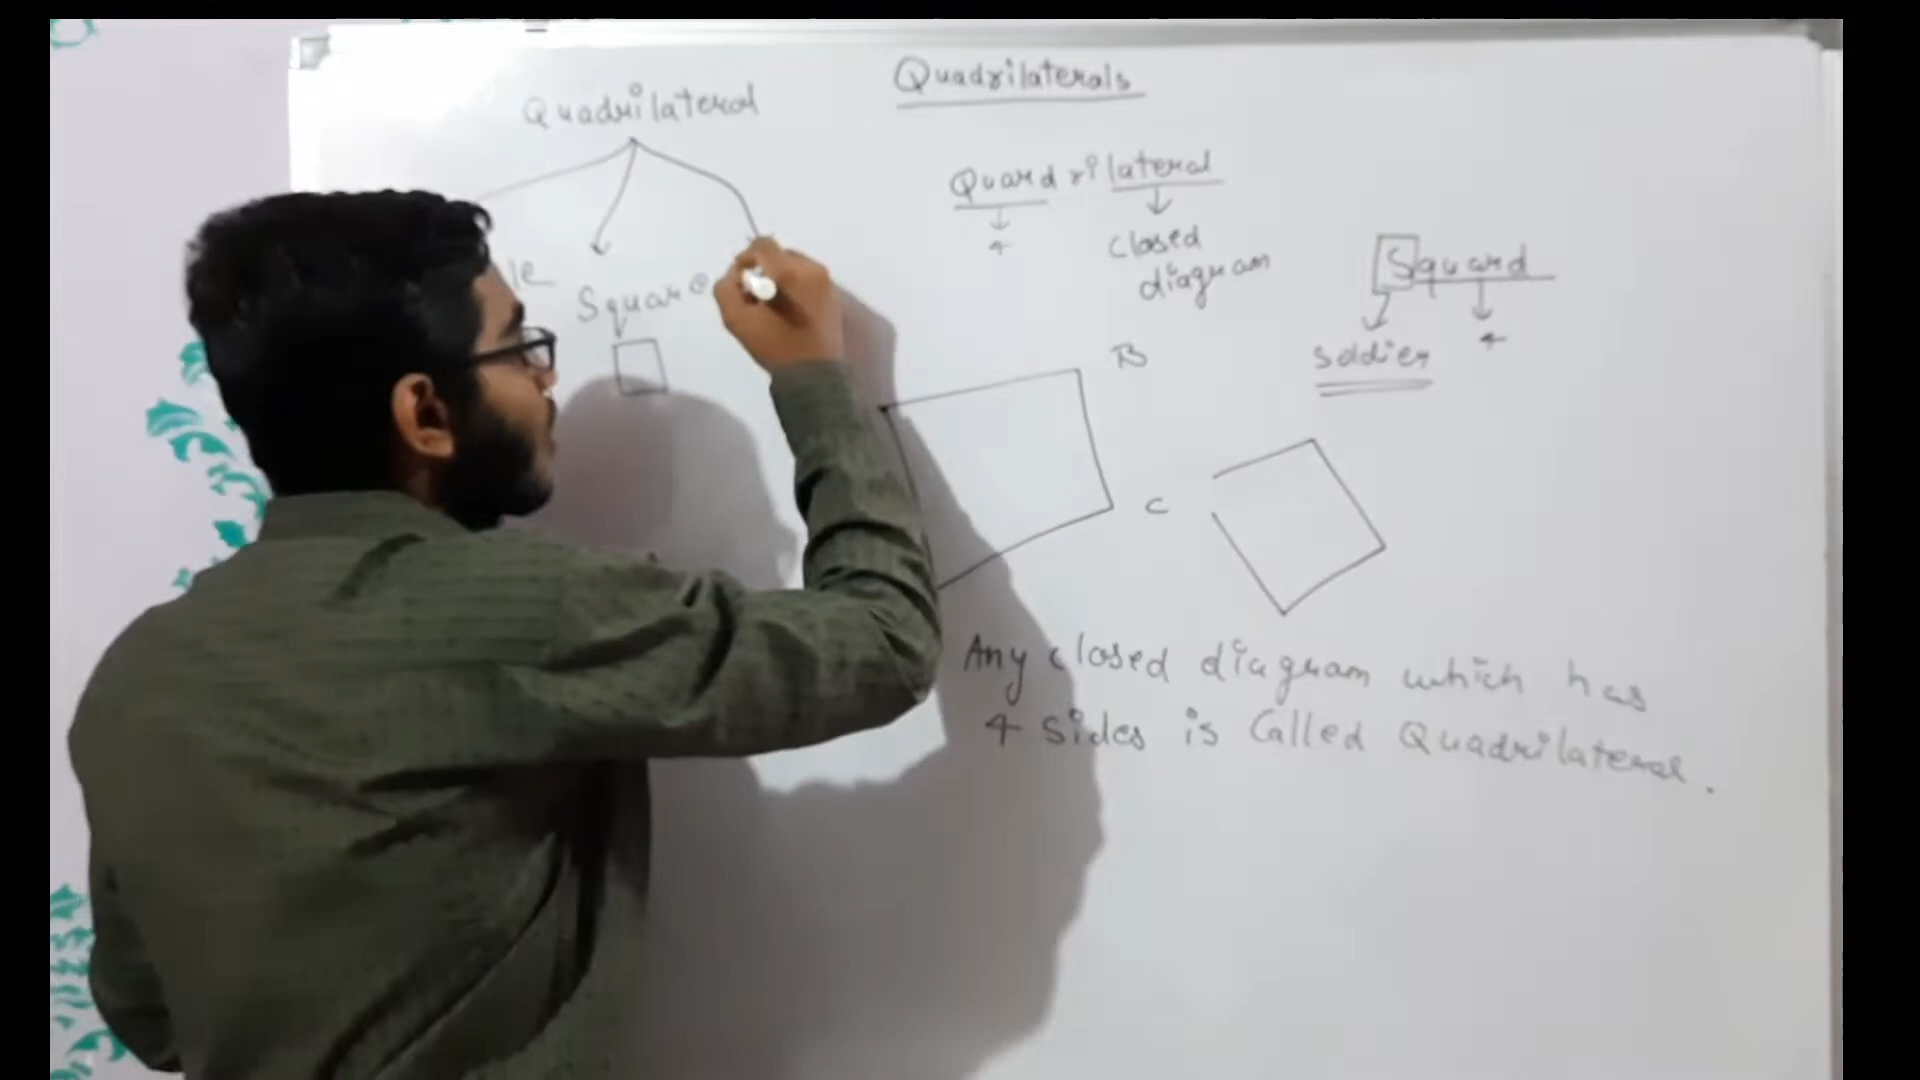 Quadrilaterals
Quadrilateral
Quardrilateral
4
closed
diagram
Squard
soldier
4
le
Square
B
C
Any closed diagram which has
4 sides is Called Quadrilateral.